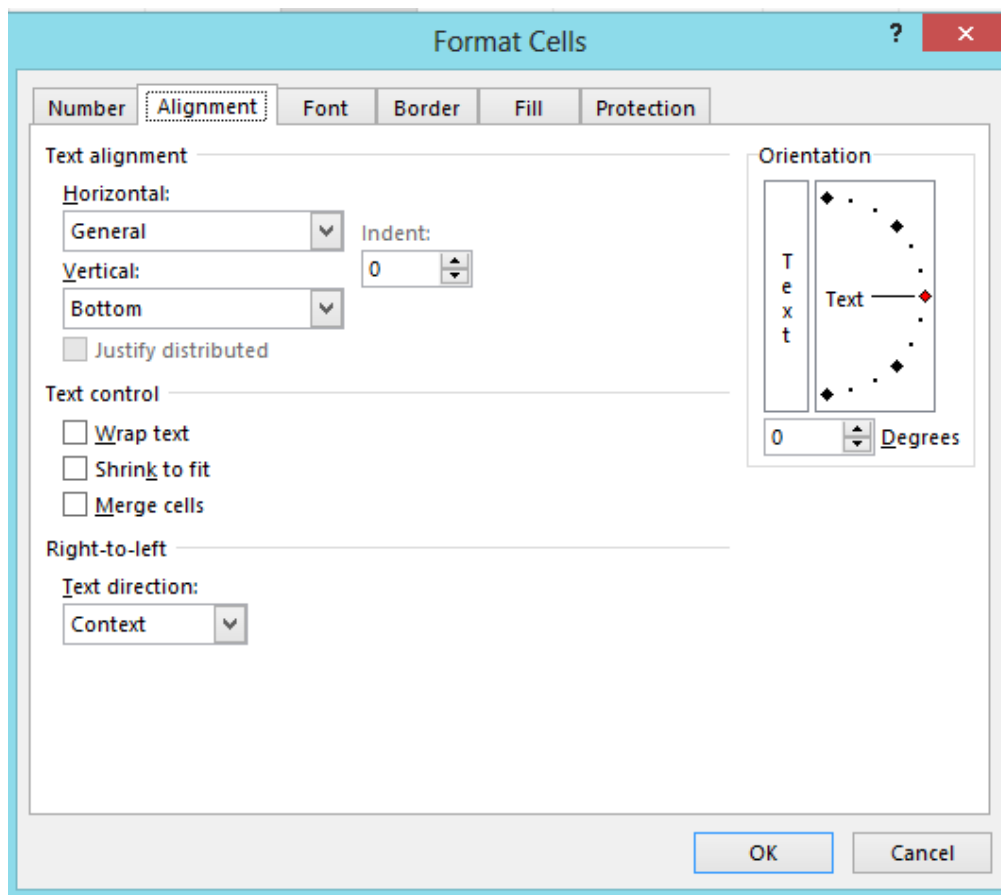 Format Cells
?
Number Alignment Font Border Fill Protection
Text alignment
Horizontal:
General
Indent:
0
Vertical:
Bottom
Justify distributed
Text control
Wrap text
Shrink to fit
Merge cells
Right-to-left
Text direction:
Context
Orientation
Text
Text
0 Degrees
OK Cancel